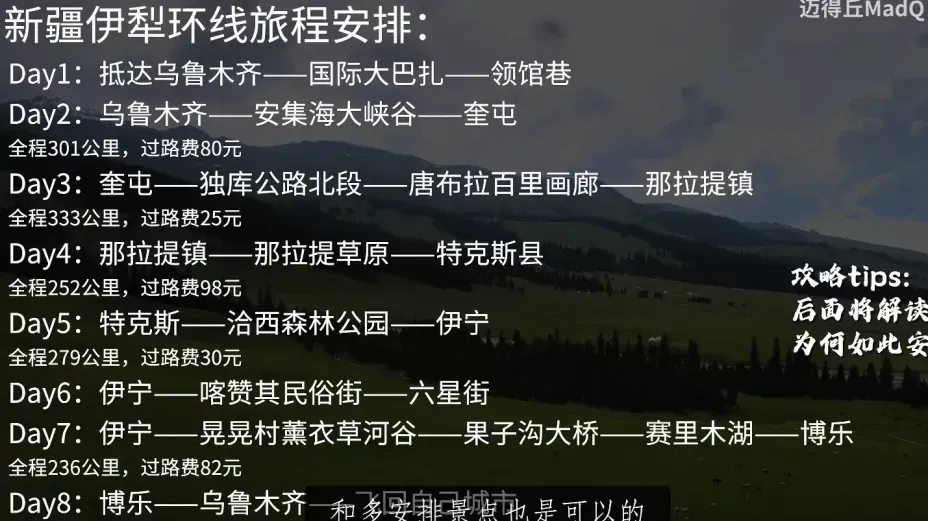 迈得丘MadQ
新疆伊犁环线旅程安排：
Day1：抵达乌鲁木齐——国际大巴扎——领馆巷
Day2：乌鲁木齐——安集海大峡谷——奎屯
全程301公里，过路费80元
Day3：奎屯——独库公路北段——唐布拉百里画廊——那拉提镇
全程333公里，过路费25元
Day4：那拉提镇——那拉提草原——特克斯县
全程252公里，过路费98元
Day5：特克斯——洽西森林公园——伊宁
全程279公里，过路费30元
Day6：伊宁——喀赞其民俗街——六星街
Day7：伊宁——晃晃村薰衣草河谷——果子沟大桥——赛里木湖——博乐
全程236公里，过路费82元
Day8：博乐——乌鲁木齐——飞回自己城市
攻略tips:
后面将解读
为何如此安
和多安排景点也是可以的